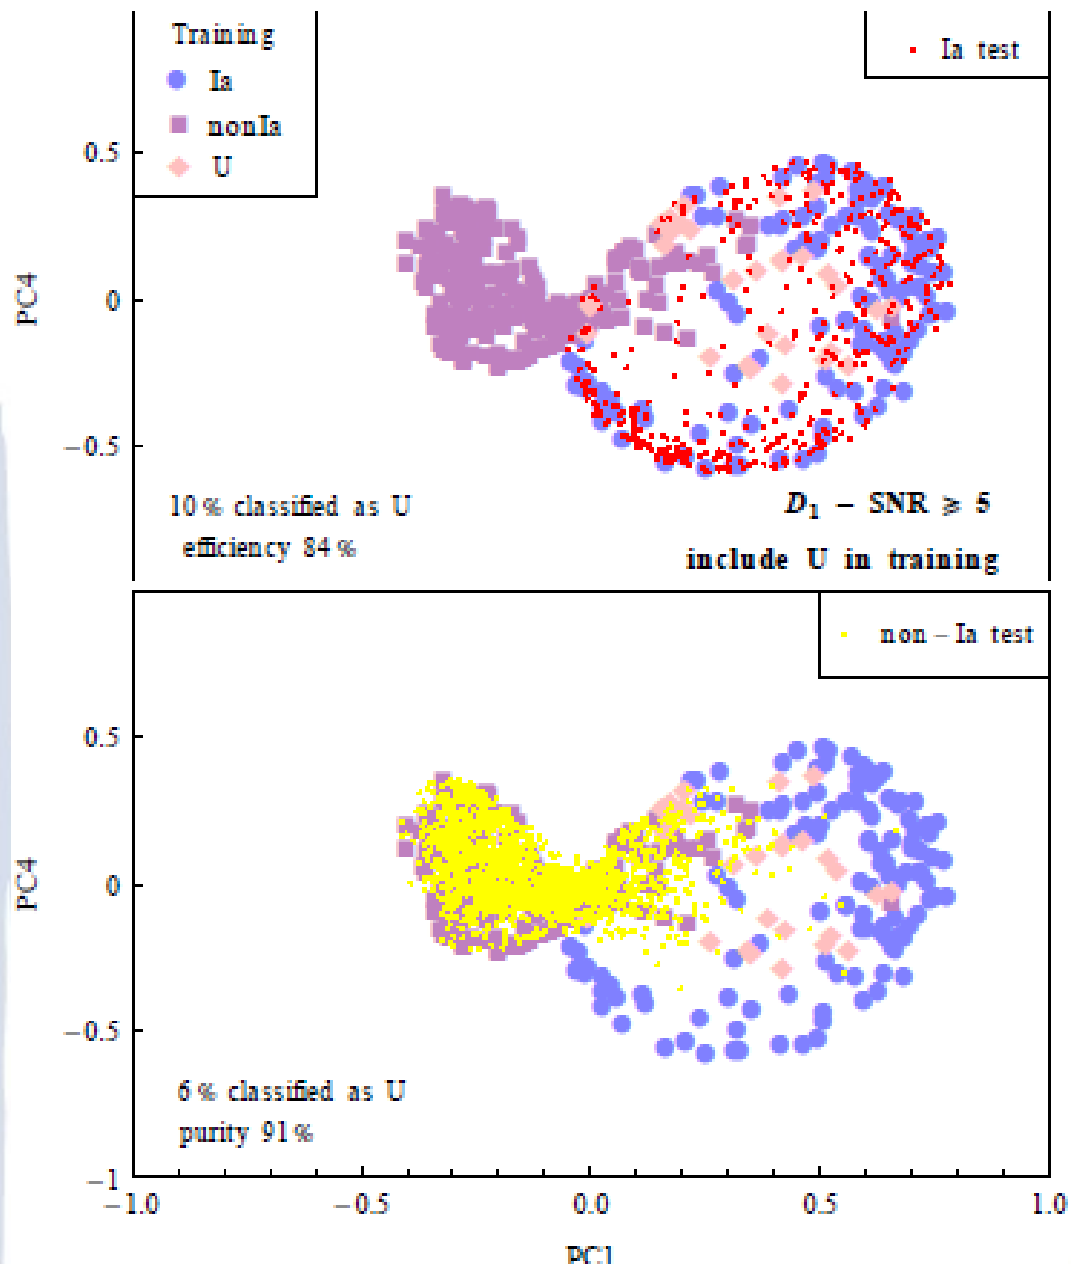 Training
Ia
nonIa
U
Ia test
0.5
0
−0.5
PC4
10 % classified as U
efficiency 84 %
D1 − SNR ⩾ 5
include U in training
non − Ia test
0.5
0
−0.5
−1
PC4
6 % classified as U
purity 91 %
−1.0 −0.5 0.0 0.5 1.0
PC1